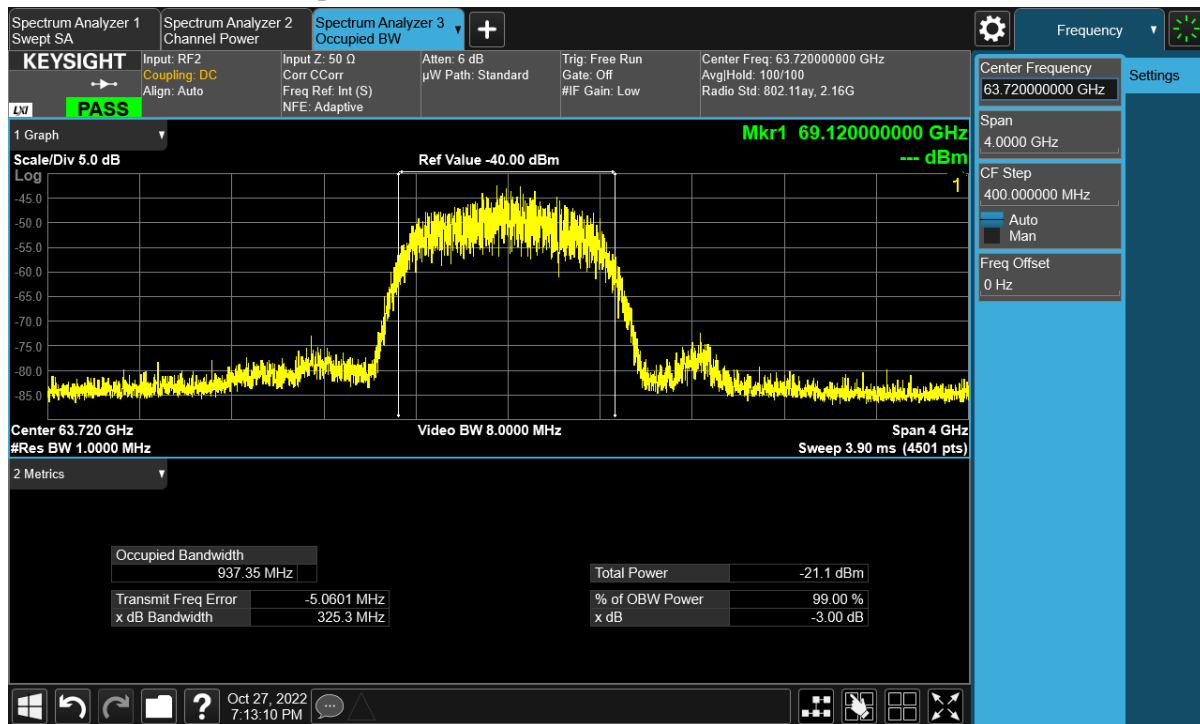 Spectrum Analyzer 1
Swept SA
Spectrum Analyzer 2
Channel Power
Spectrum Analyzer 3
Occupied BW
Frequency
KEYSIGHT
LXI
PASS
Input: RF2
Coupling: DC
Align: Auto
Input Z: 50 Ω
Corr CCorr
Freq Ref: Int (S)
NFE: Adaptive
Atten: 6 dB
µW Path: Standard
Trig: Free Run
Gate: Off
#IF Gain: Low
Center Freq: 63.720000000 GHz
Avg|Hold: 100/100
Radio Std: 802.11ay, 2.16G
Center Frequency
63.720000000 GHz
Settings
Span
4.0000 GHz
CF Step
400.000000 MHz
Auto
Man
Freq Offset
0 Hz
1 Graph
Mkr1 69.120000000 GHz
Scale/Div 5.0 dB
Ref Value -40.00 dBm
--- dBm
Log
1
-45.0
-50.0
-55.0
-60.0
-65.0
-70.0
-75.0
-80.0
-85.0
Center 63.720 GHz
Video BW 8.0000 MHz
Span 4 GHz
#Res BW 1.0000 MHz
Sweep 3.90 ms (4501 pts)
2 Metrics
Occupied Bandwidth
937.35 MHz
Total Power -21.1 dBm
Transmit Freq Error -5.0601 MHz
% of OBW Power 99.00 %
x dB Bandwidth 325.3 MHz
x dB -3.00 dB
?
Oct 27, 2022
7:13:10 PM